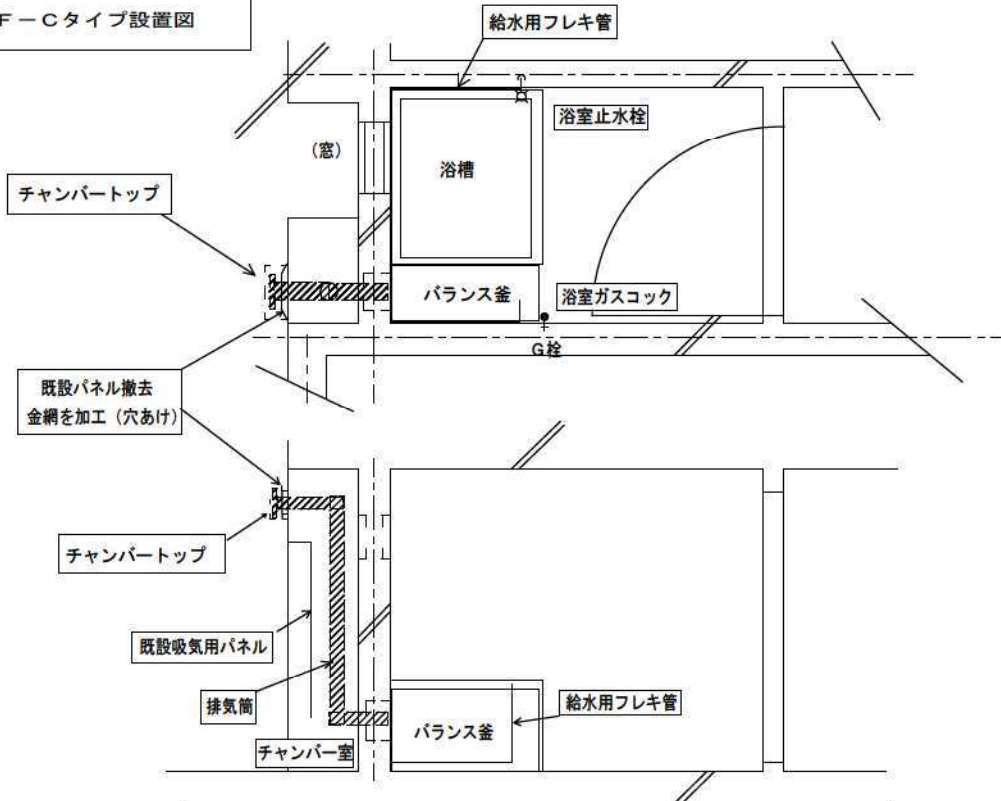 F－Cタイプ設置図
給水用フレキ管
浴室止水栓
（窓）
浴槽
チャンバートップ
バランス釜
浴室ガスコック
G栓
既設パネル撤去
金網を加工（穴あけ）
チャンバートップ
既設吸気用パネル
排気筒
給水用フレキ管
バランス釜
チャンバー室